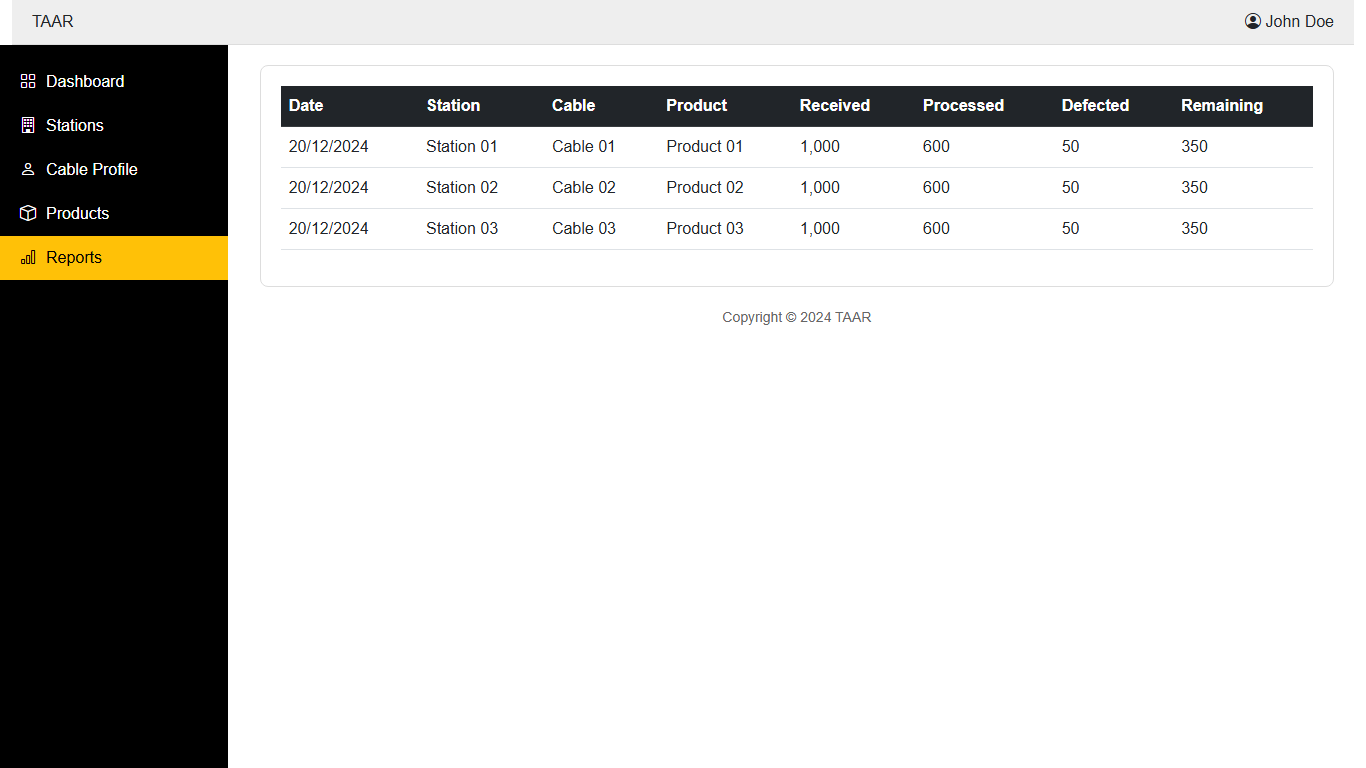 TAAR
John Doe
Dashboard
Stations
Cable Profile
Products
Reports
Date Station Cable Product Received Processed Defected Remaining
20/12/2024 Station 01 Cable 01 Product 01 1,000 600 50 350
20/12/2024 Station 02 Cable 02 Product 02 1,000 600 50 350
20/12/2024 Station 03 Cable 03 Product 03 1,000 600 50 350
Copyright © 2024 TAAR